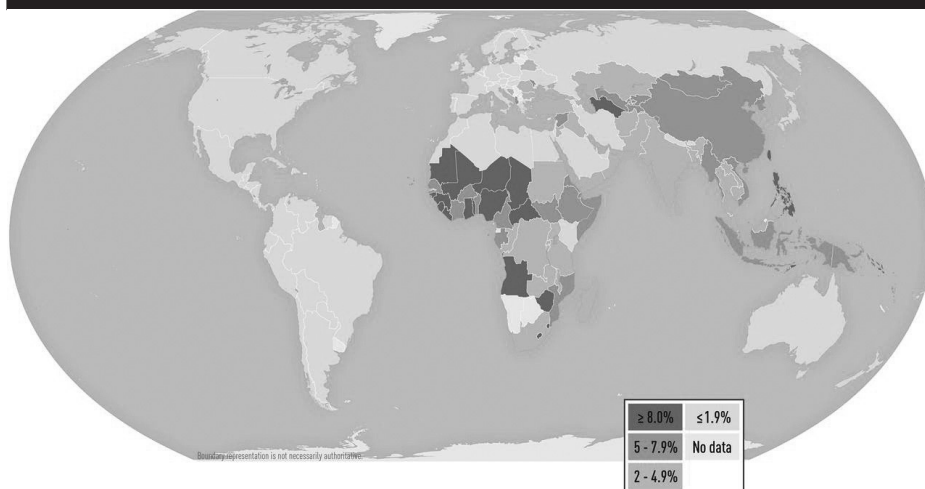 ≥ 8.0% ≤1.9%
5 - 7.9% No data
2 - 4.9%
Boundary representation is not necessarily authoritative.